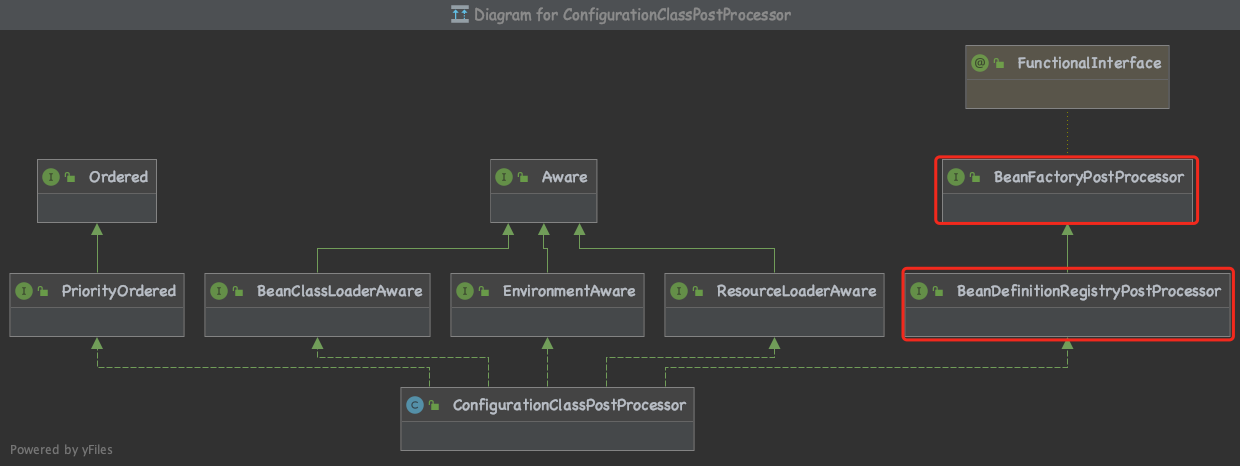 Diagram for ConfigurationClassPostProcessor
@ FunctionalInterface
I Ordered
I Aware
I BeanFactoryPostProcessor
I PriorityOrdered
I BeanClassLoaderAware
I EnvironmentAware
I ResourceLoaderAware
I BeanDefinitionRegistryPostProcessor
C ConfigurationClassPostProcessor
Powered by yFiles